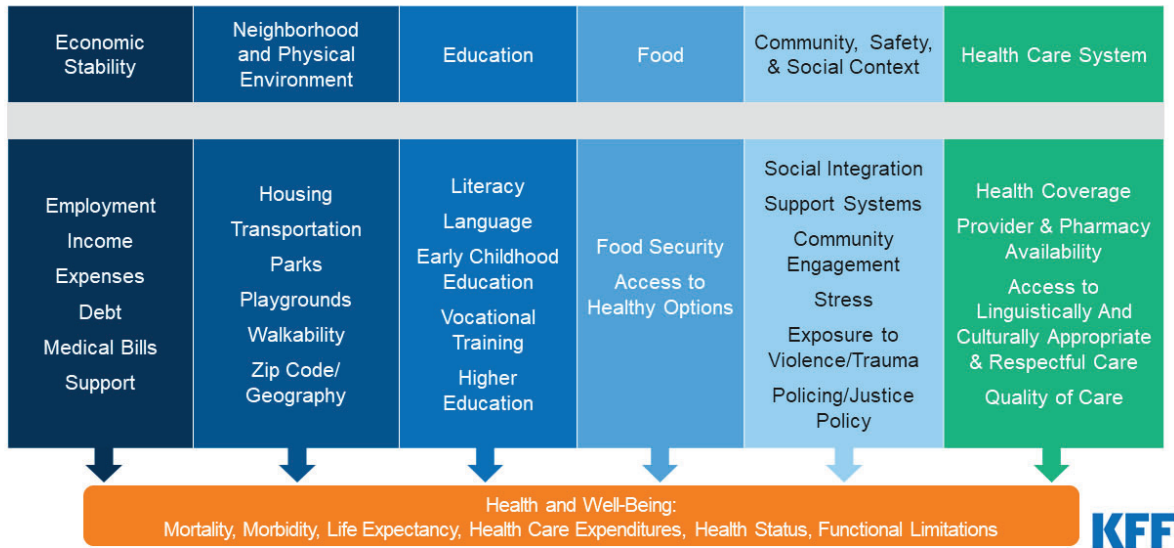 Economic
Stability
Neighborhood
and Physical
Environment
Education
Food
Community, Safety,
& Social Context
Health Care System
Employment
Income
Expenses
Debt
Medical Bills
Support
Housing
Transportation
Parks
Playgrounds
Walkability
Zip Code/
Geography
Literacy
Language
Early Childhood
Education
Vocational
Training
Higher
Education
Food Security
Access to
Healthy Options
Social Integration
Support Systems
Community
Engagement
Stress
Exposure to
Violence/Trauma
Policing/Justice
Policy
Health Coverage
Provider & Pharmacy
Availability
Access to
Linguistically And
Culturally Appropriate
& Respectful Care
Quality of Care
Health and Well-Being:
Mortality, Morbidity, Life Expectancy, Health Care Expenditures, Health Status, Functional Limitations
KFF